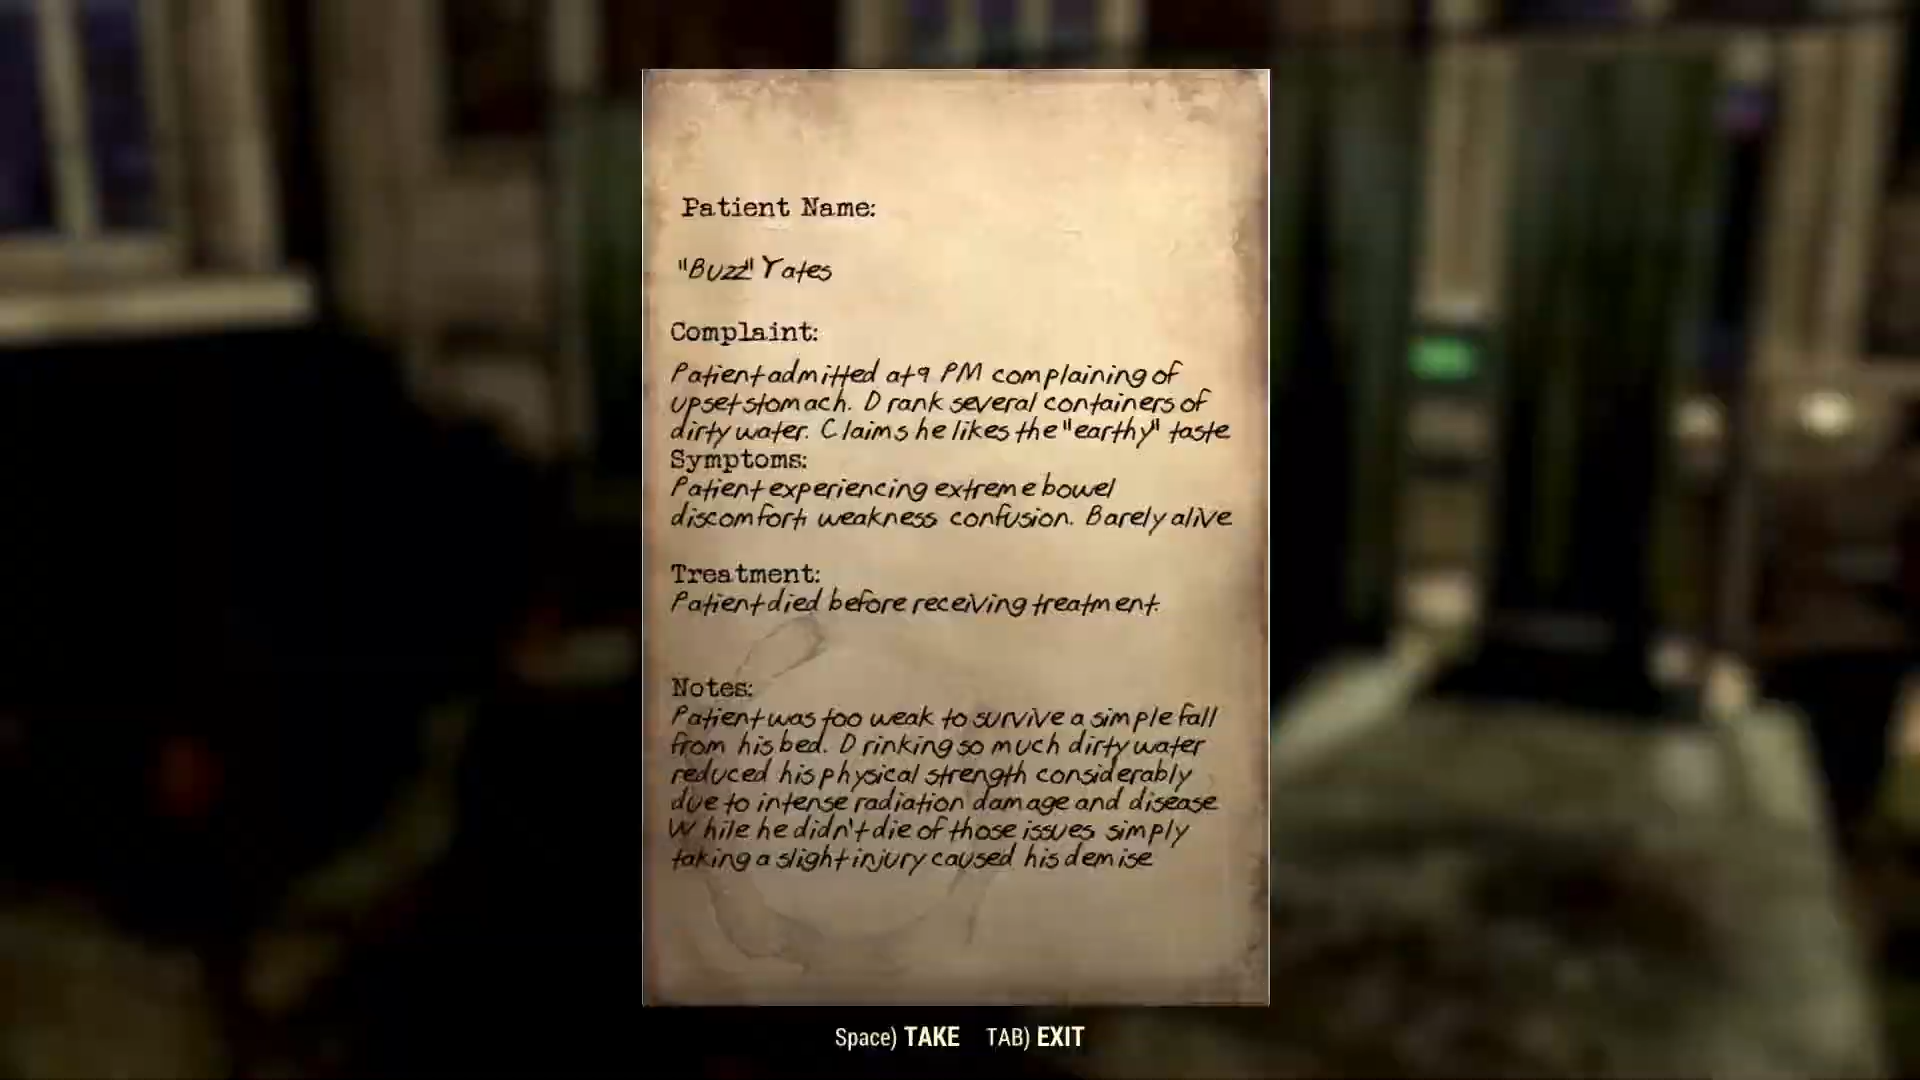 Patient Name:
"Buzz" Yates
Complaint:
Patient admitted at 9 PM complaining of
upset stomach. Drank several containers of
dirty water. Claims he likes the "earthy" taste
Symptoms:
Patient experiencing extreme bowel
discomfort, weakness confusion. Barely alive
Treatment:
Patient died before receiving treatment.
Notes:
Patient was too weak to survive a simple fall
from his bed. Drinking so much dirty water
reduced his physical strength considerably
due to intense radiation damage and disease
While he didn't die of those issues simply
taking a slight injury caused his demise
Space) TAKE TAB) EXIT